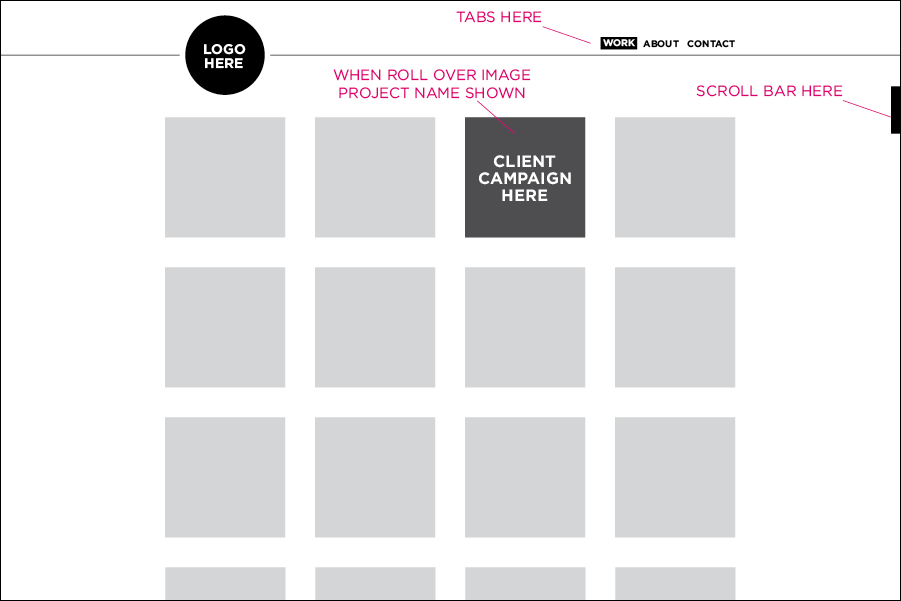 TABS HERE
LOGO
HERE
WORK ABOUT CONTACT
WHEN ROLL OVER IMAGE
PROJECT NAME SHOWN
SCROLL BAR HERE
CLIENT
CAMPAIGN
HERE